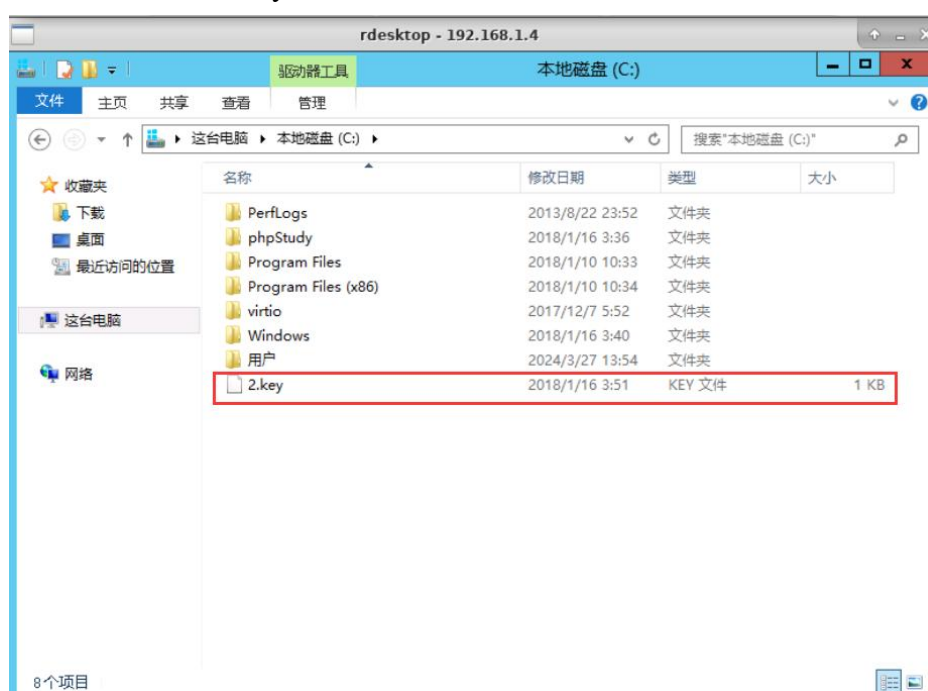 rdesktop - 192.168.1.4
驱动器工具 本地磁盘 (C:)
文件 主页 共享 查看 管理
这台电脑 本地磁盘 (C:) 搜索"本地磁盘 (C:)"
名称 修改日期 类型 大小
收藏夹
下载
桌面
最近访问的位置
这台电脑
网络
PerfLogs 2013/8/22 23:52 文件夹
phpStudy 2018/1/16 3:36 文件夹
Program Files 2018/1/10 10:33 文件夹
Program Files (x86) 2018/1/10 10:34 文件夹
virtio 2017/12/7 5:52 文件夹
Windows 2018/1/16 3:40 文件夹
用户 2024/3/27 13:54 文件夹
2.key 2018/1/16 3:51 KEY 文件 1 KB
8个项目